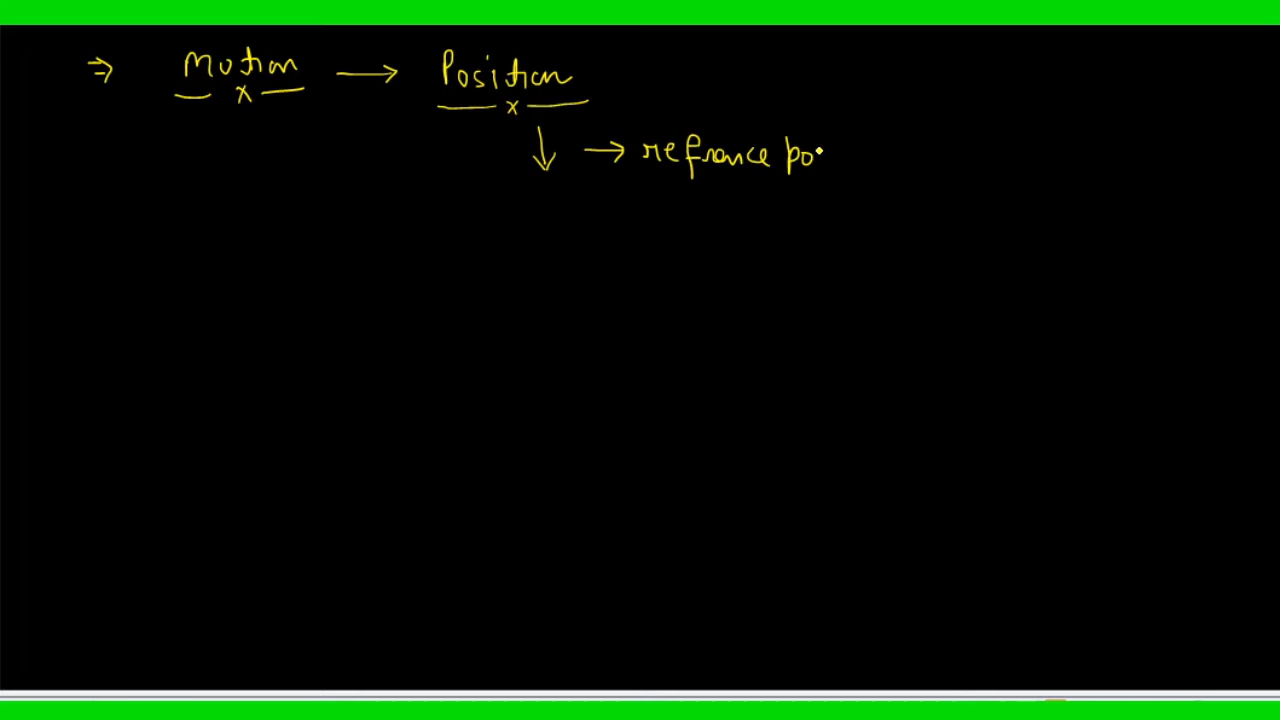 ⇒ Motion → Position
↓ → refrance po